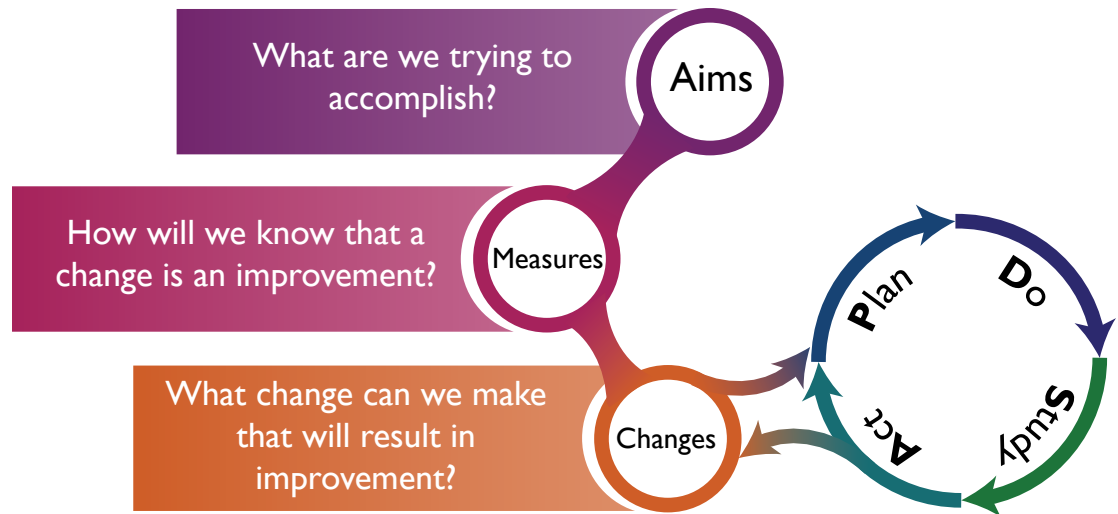 What are we trying to
accomplish?
Aims
How will we know that a
change is an improvement?
Measures
What change can we make
that will result in
improvement?
Changes
Plan
Do
Study
Act